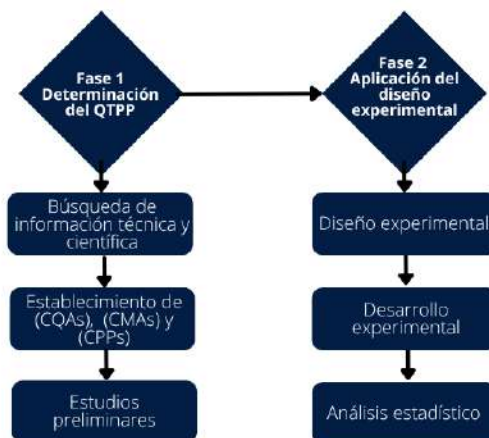 Fase 1
Determinación
del QTPP
Fase 2
Aplicación del
diseño
experimental
Búsqueda de
información técnica y
científica
Establecimiento de
(CQAs), (CMAs) y
(CPPs)
Estudios
preliminares
Diseño experimental
Desarrollo
experimental
Análisis estadístico